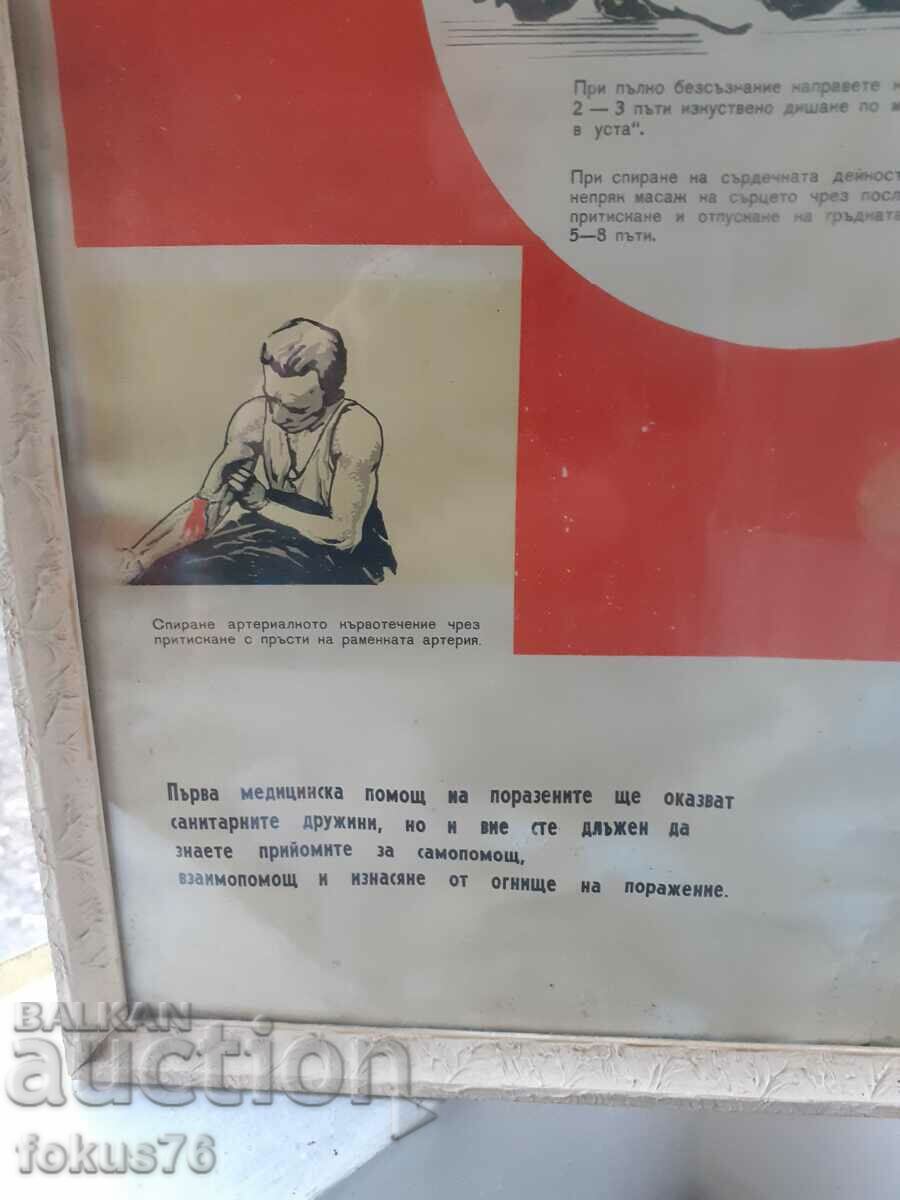 При пълно безсъзнание направете
2 — 3 пъти изкуствено дишане по
в уста“.
При спиране на сърдечната дейност
непряк масаж на сърцето чрез
притискане и отпускане на гръдната
5—8 пъти.
Спиране артериалното кървотечение чрез
притискане с пръсти на раменната артерия.
Първа медицинска помощ на поразените ще оказват
санитарните дружини, но и вие сте длъжен да
знаете прийомите за самопомощ,
взаимопомощ и изнасяне от огнище на поражение.
BALKAN
auction
fokus76